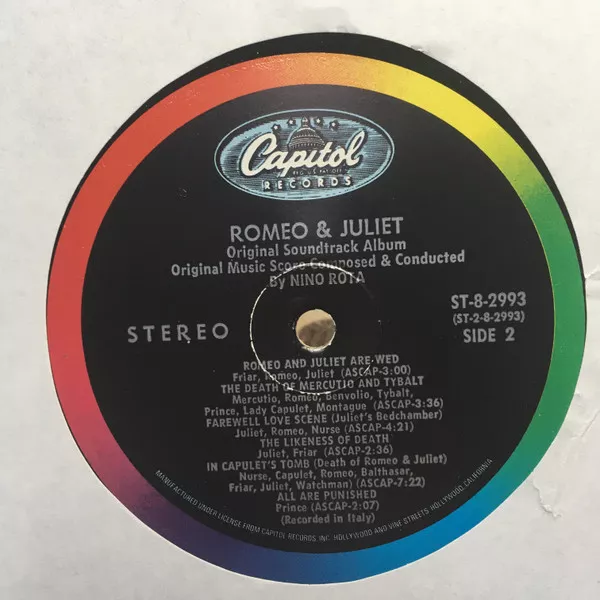 Capitol
RECORDS
ROMEO & JULIET
Original Soundtrack Album
Original Music Score Composed & Conducted
By NINO ROTA
ST-8-2993
(ST-2-8-2993)
STEREO
SIDE 2
ROMEO AND JULIET ARE WED
Friar, Romeo, Juliet (ASCAP-3:00)
THE DEATH OF MERCUTIO AND TYBALT
Mercutio, Romeo, Benvolio, Tybalt,
Prince, Lady Capulet, Montague (ASCAP-3:36)
FAREWELL LOVE SCENE (Juliet's Bedchamber)
Juliet, Romeo, Nurse (ASCAP-4:21)
THE LIKENESS OF DEATH
Juliet, Friar (ASCAP-2:36)
IN CAPULET'S TOMB (Death of Romeo & Juliet)
Nurse, Capulet, Romeo, Balthasar,
Friar, Juliet, Watchman) (ASCAP-7:22)
ALL ARE PUNISHED
Prince (ASCAP-2:07)
(Recorded in Italy)
MANUFACTURED UNDER LICENSE FROM CAPITOL RECORDS, INC. HOLLYWOOD AND VINE STREETS, HOLLYWOOD, CALIFORNIA.